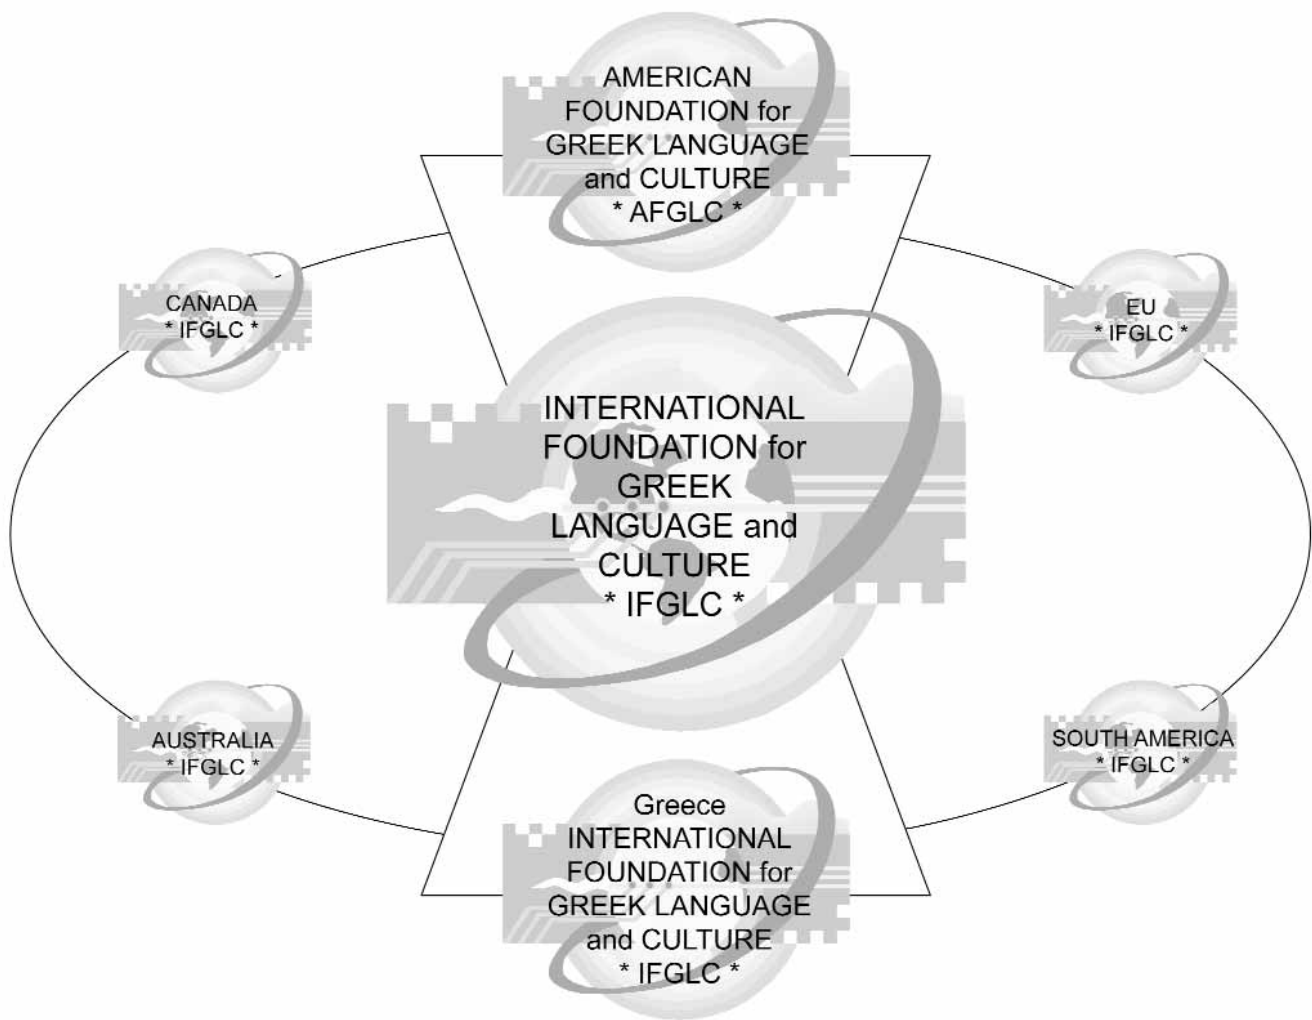 AMERICAN
FOUNDATION for
GREEK LANGUAGE
and CULTURE
* AFGLC *
CANADA
* IFGLC *
EU
* IFGLC *
INTERNATIONAL
FOUNDATION for
GREEK
LANGUAGE and
CULTURE
* IFGLC *
AUSTRALIA
* IFGLC *
SOUTH AMERICA
* IFGLC *
Greece
INTERNATIONAL
FOUNDATION for
GREEK LANGUAGE
and CULTURE
* IFGLC *